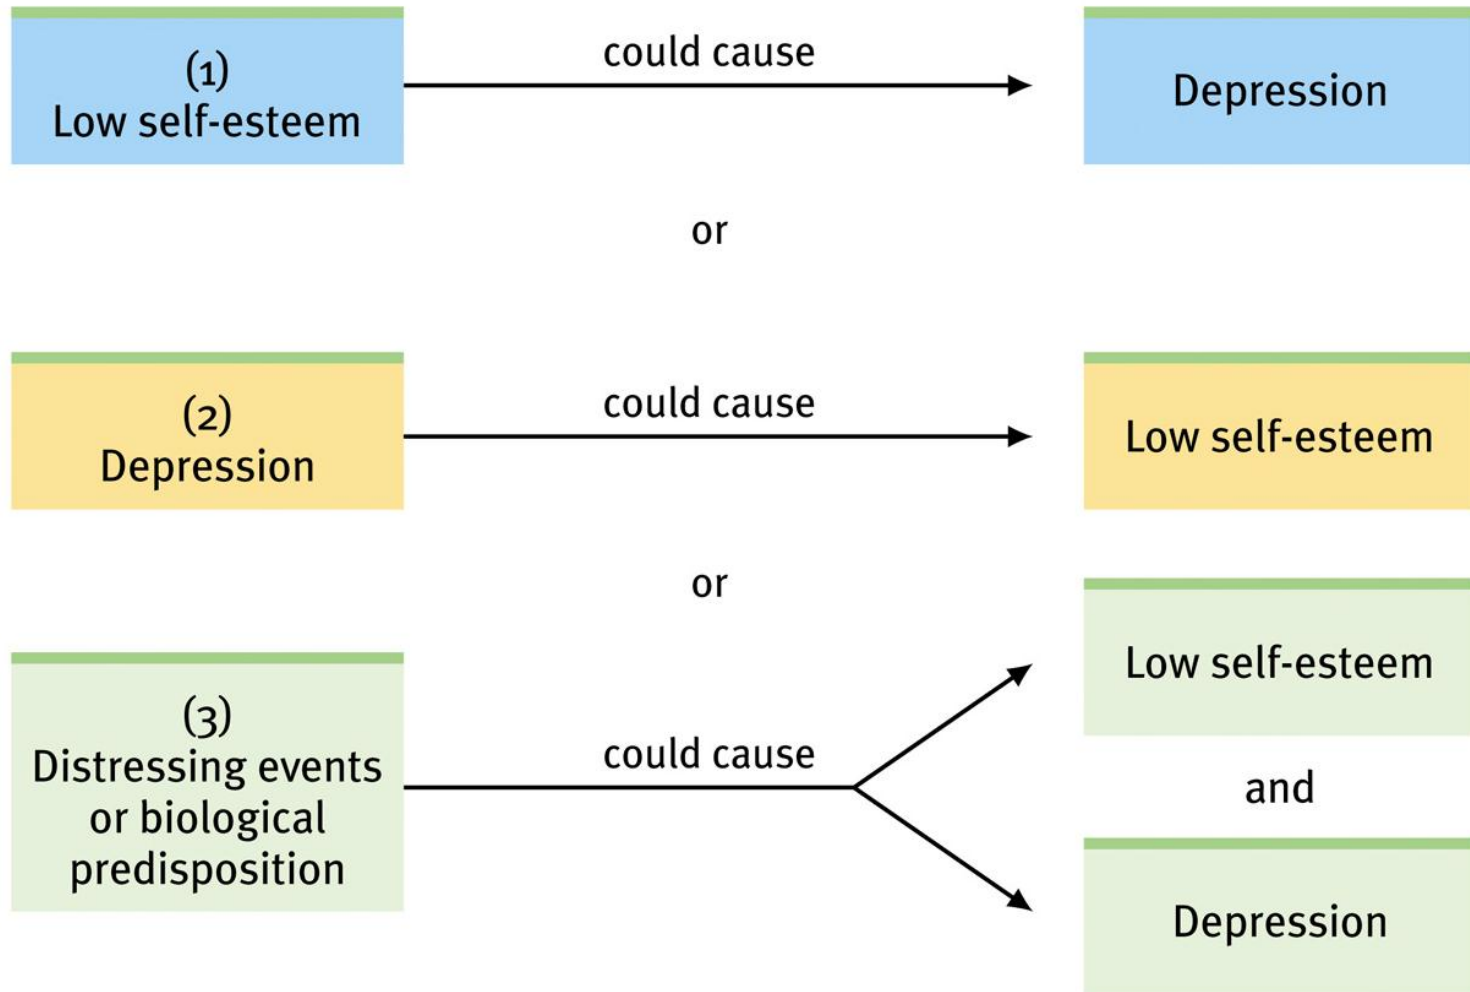 (1)
Low self-esteem
could cause
Depression
or
(2)
Depression
could cause
Low self-esteem
or
(3)
Distressing events
or biological
predisposition
could cause
Low self-esteem
and
Depression